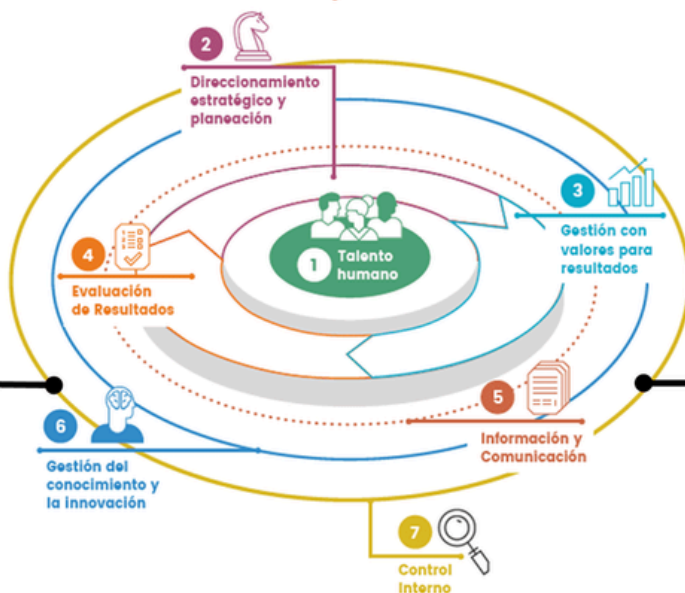 2
Direccionamiento
estratégico y
planeación
3
Gestión con
valores para
resultados
1
Talento
humano
4
Evaluación
de Resultados
5
Información y
Comunicación
6
Gestión del
conocimiento y
la innovación
7
Control
Interno